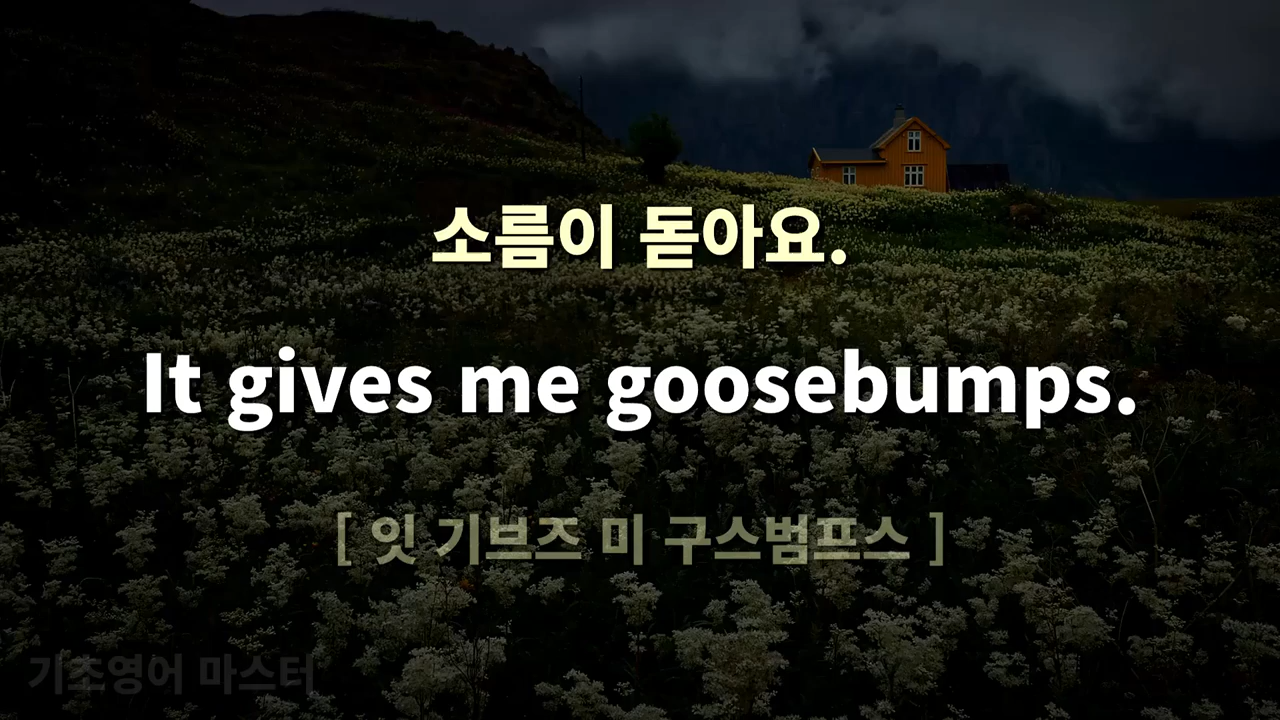 소름이 돋아요.
It gives me goosebumps.
[ 잇 기브즈 미 구스범프스 ]
기초영어 마스터